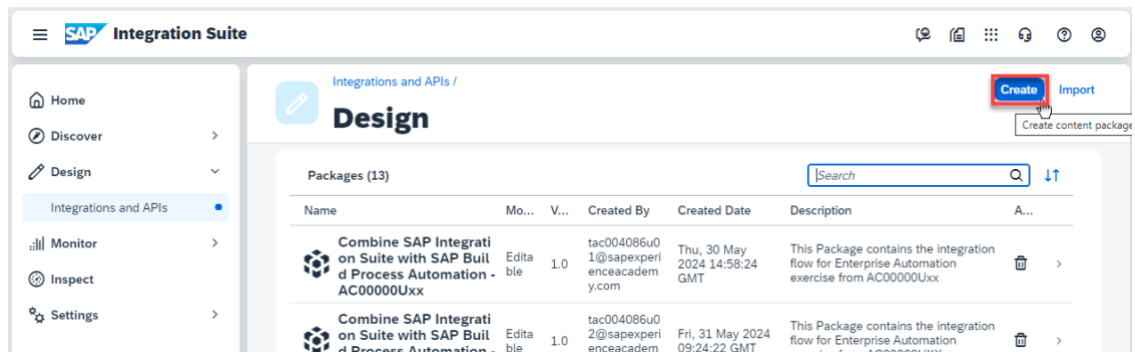 SAP Integration Suite
Integrations and APIs /
Design
Create
Import
Create content package
Home
Discover
Design
Integrations and APIs
Monitor
Inspect
Settings
Packages (13)
Search
Name Mo... V... Created By Created Date Description A...
Combine SAP Integrati
on Suite with SAP Buil
d Process Automation -
AC00000Uxx
Edita
ble
1.0
tac004086u0
1@sapexperi
enceacadem
y.com
Thu, 30 May
2024 14:58:24
GMT
This Package contains the integration
flow for Enterprise Automation
exercise from AC00000Uxx
Combine SAP Integrati
on Suite with SAP Buil
d Process Automation -
Edita
ble
1.0
tac004086u0
2@sapexperi
enceacadem
Fri, 31 May 2024
09:24:22 GMT
This Package contains the integration
flow for Enterprise Automation